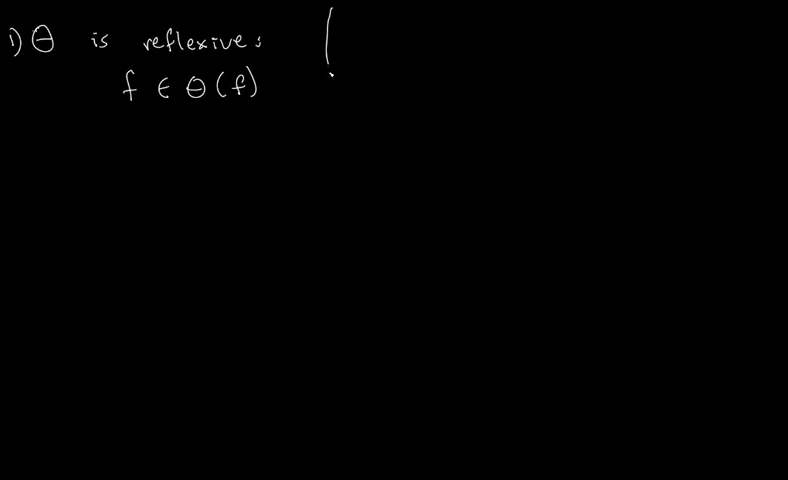 1) Θ is reflexive:
f ∈ Θ(f)